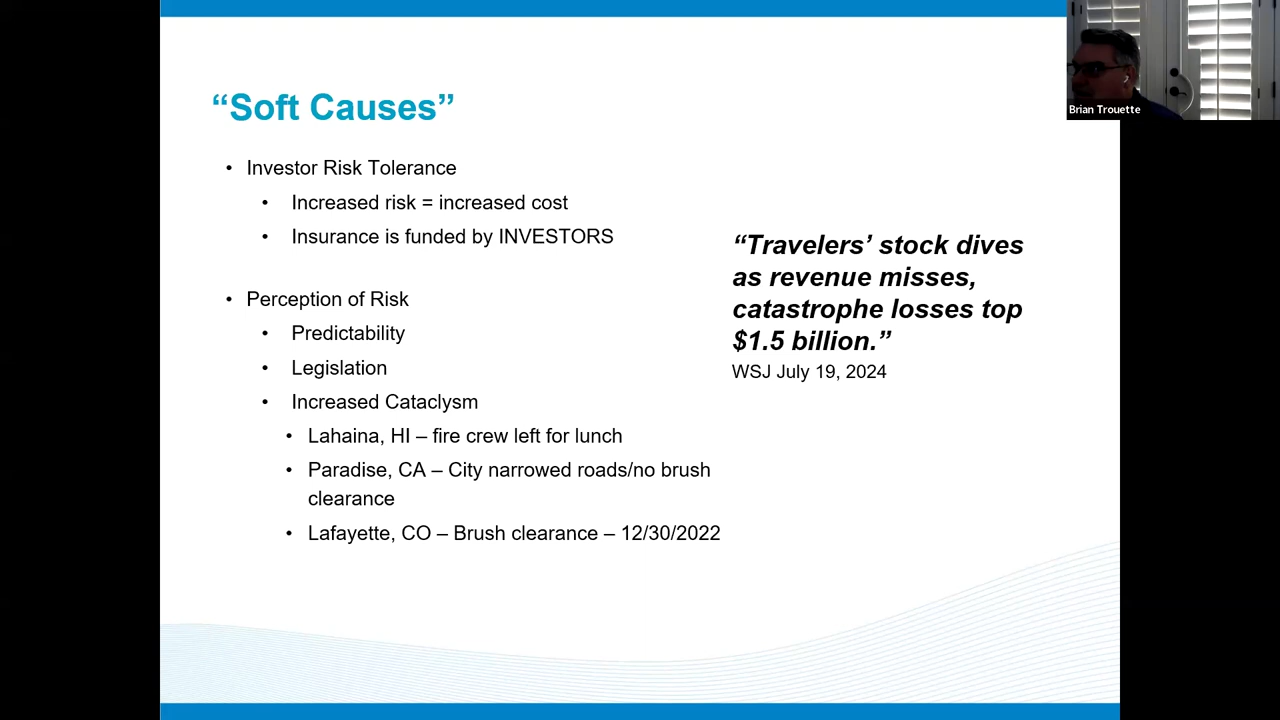 “Soft Causes”
• Investor Risk Tolerance
• Increased risk = increased cost
• Insurance is funded by INVESTORS
• Perception of Risk
• Predictability
• Legislation
• Increased Cataclysm
• Lahaina, HI – fire crew left for lunch
• Paradise, CA – City narrowed roads/no brush
clearance
• Lafayette, CO – Brush clearance – 12/30/2022
“Travelers’ stock dives
as revenue misses,
catastrophe losses top
$1.5 billion.”
WSJ July 19, 2024
Brian Trouette